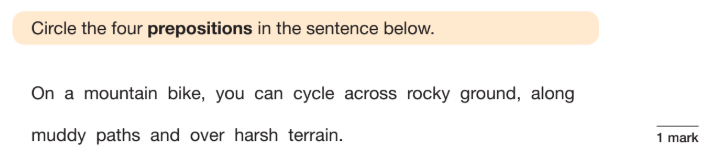 Circle the four prepositions in the sentence below.
On a mountain bike, you can cycle across rocky ground, along
muddy paths and over harsh terrain.
1 mark